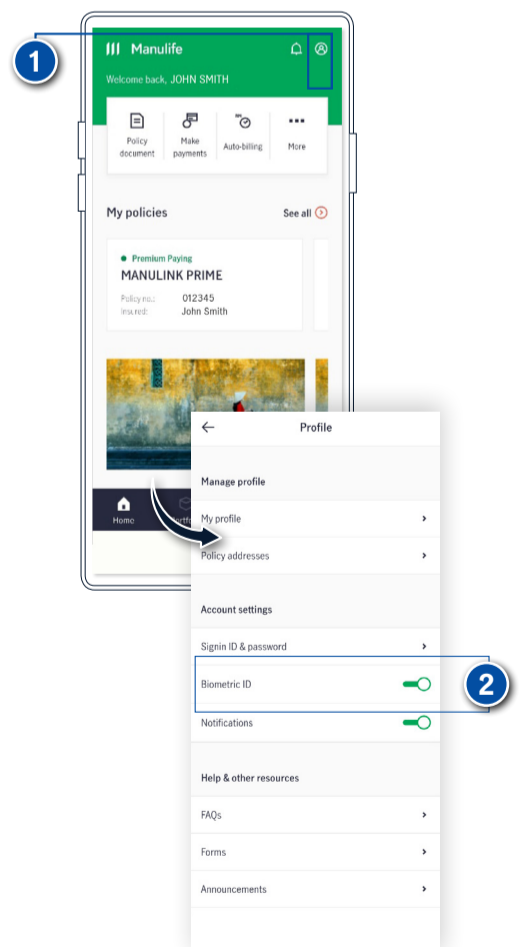 1
Manulife
Welcome back, JOHN SMITH
Policy
document
Make
payments
Auto-billing
More
My policies
See all
Premium Paying
MANULINK PRIME
Policy no.: 012345
Insured: John Smith
Home
Portfo
Profile
Manage profile
My profile
Policy addresses
Account settings
Signin ID & password
Biometric ID
2
Notifications
Help & other resources
FAQs
Forms
Announcements